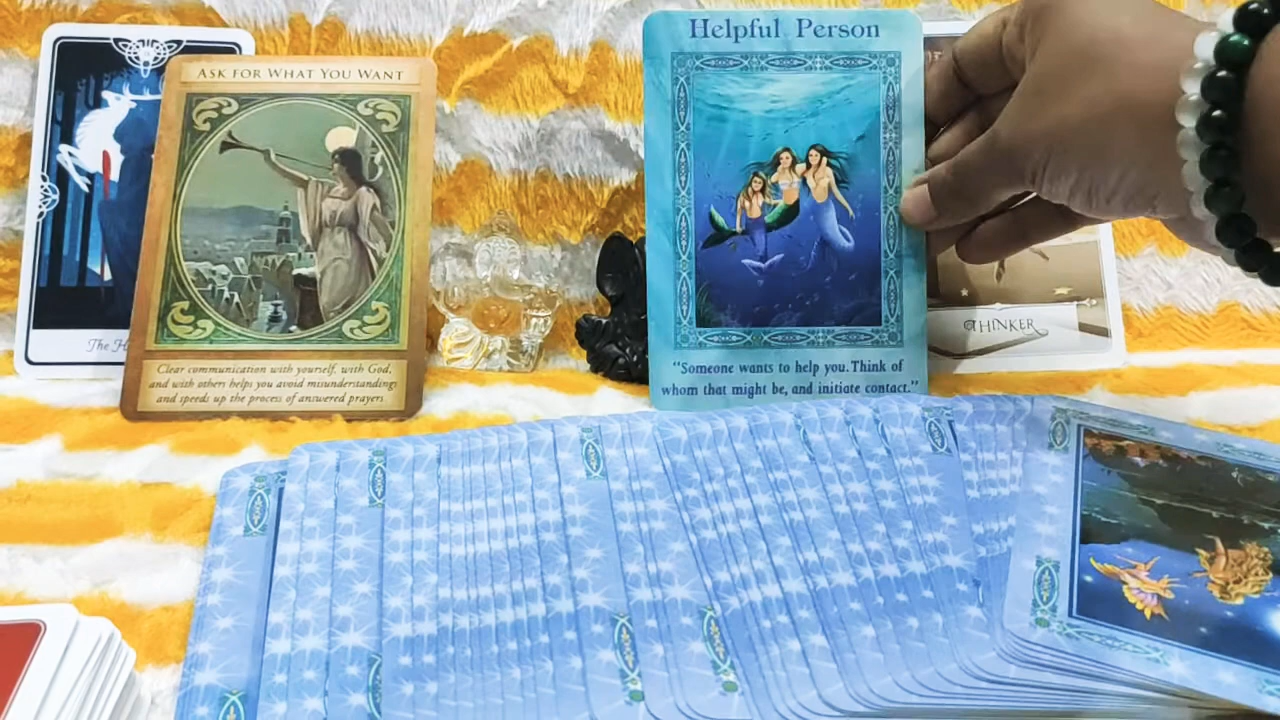 ASK FOR WHAT YOU WANT
Clear communication with yourself, with God,
and with others helps you avoid misunderstandings
and speeds up the process of answered prayers.
The
Helpful Person
“Someone wants to help you. Think of
whom that might be, and initiate contact.”
THINKER